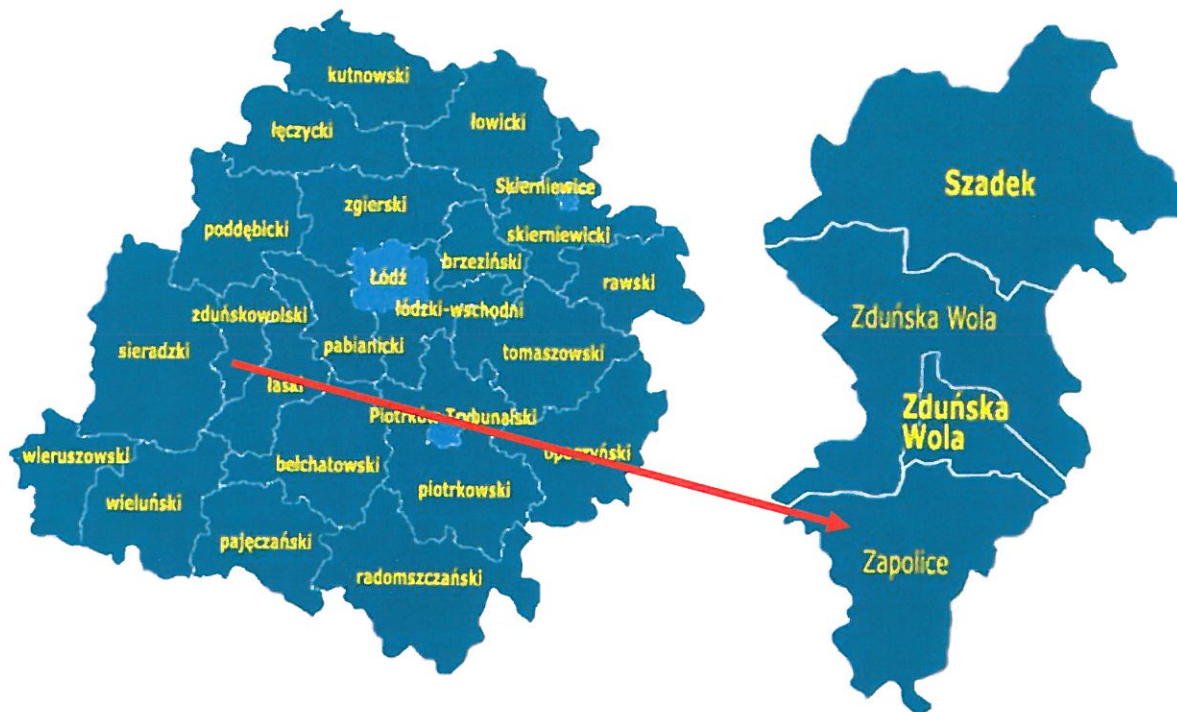 kutnowski
łęczycki
łowicki
Skierniewice
zgierski
poddębicki
skierniewicki
brzeziński
Łódź
rawski
zduńskowolski
łódzki-wschodni
sieradzki
pabianicki
tomaszowski
łaski
Piotrków Trybunalski
wieruszowski
bełchatowski
opoczyński
wieluński
piotrkowski
pajęczański
radomszczański
Szadek
Zduńska Wola
Zduńska
Wola
Zapolice